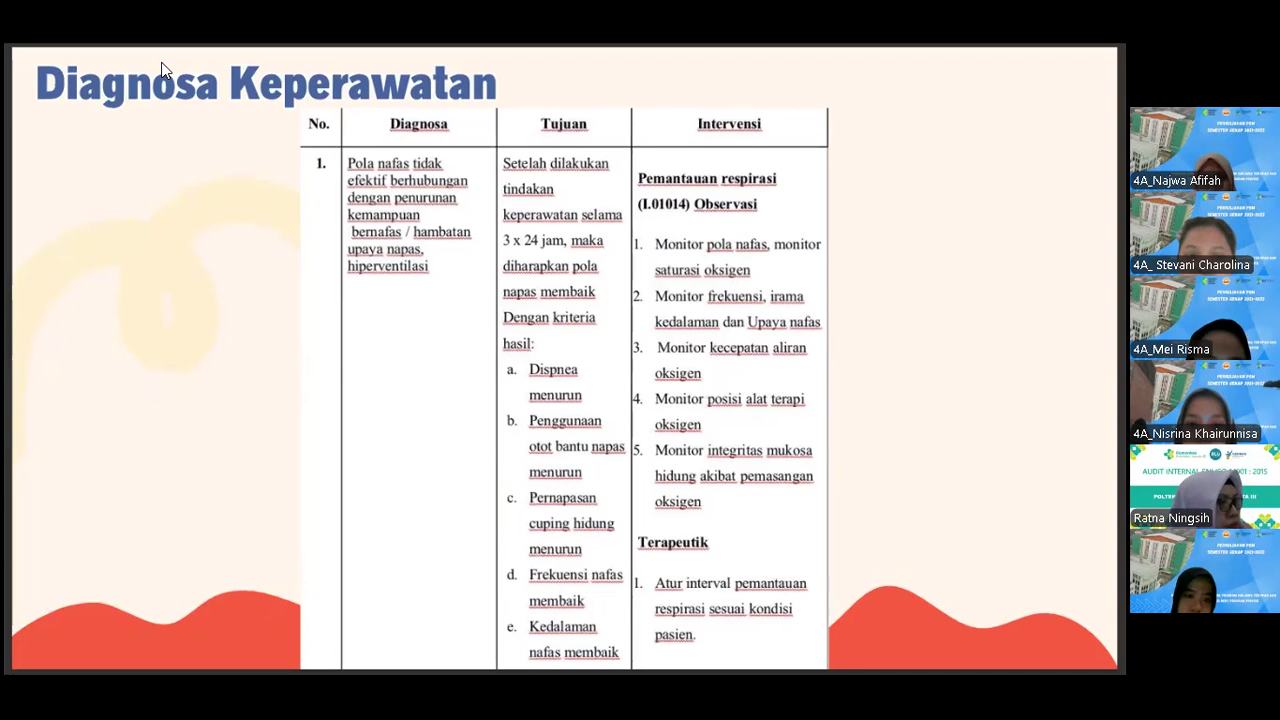 Diagnosa Keperawatan
No.
Diagnosa
Tujuan
Intervensi
1.
Pola nafas tidak
efektif berhubungan
dengan penurunan
kemampuan
bernafas / hambatan
upaya napas,
hiperventilasi
Setelah dilakukan
tindakan
keperawatan selama
3 x 24 jam, maka
diharapkan pola
napas membaik
Dengan kriteria
hasil:
a. Dispnea
menurun
b. Penggunaan
otot bantu napas
menurun
c. Pernapasan
cuping hidung
menurun
d. Frekuensi nafas
membaik
e. Kedalaman
nafas membaik
Pemantauan respirasi
(I.01014) Observasi
1. Monitor pola nafas, monitor
saturasi oksigen
2. Monitor frekuensi, irama
kedalaman dan Upaya nafas
3. Monitor kecepatan aliran
oksigen
4. Monitor posisi alat terapi
oksigen
5. Monitor integritas mukosa
hidung akibat pemasangan
oksigen
Terapeutik
1. Atur interval pemantauan
respirasi sesuai kondisi
pasien.
4A_Najwa Afifah
4A_ Stevani Charolina
4A_Mei Risma
4A_Nisrina Khairunnisa
AUDIT INTERNAL
: 2015
Ratna Ningsih